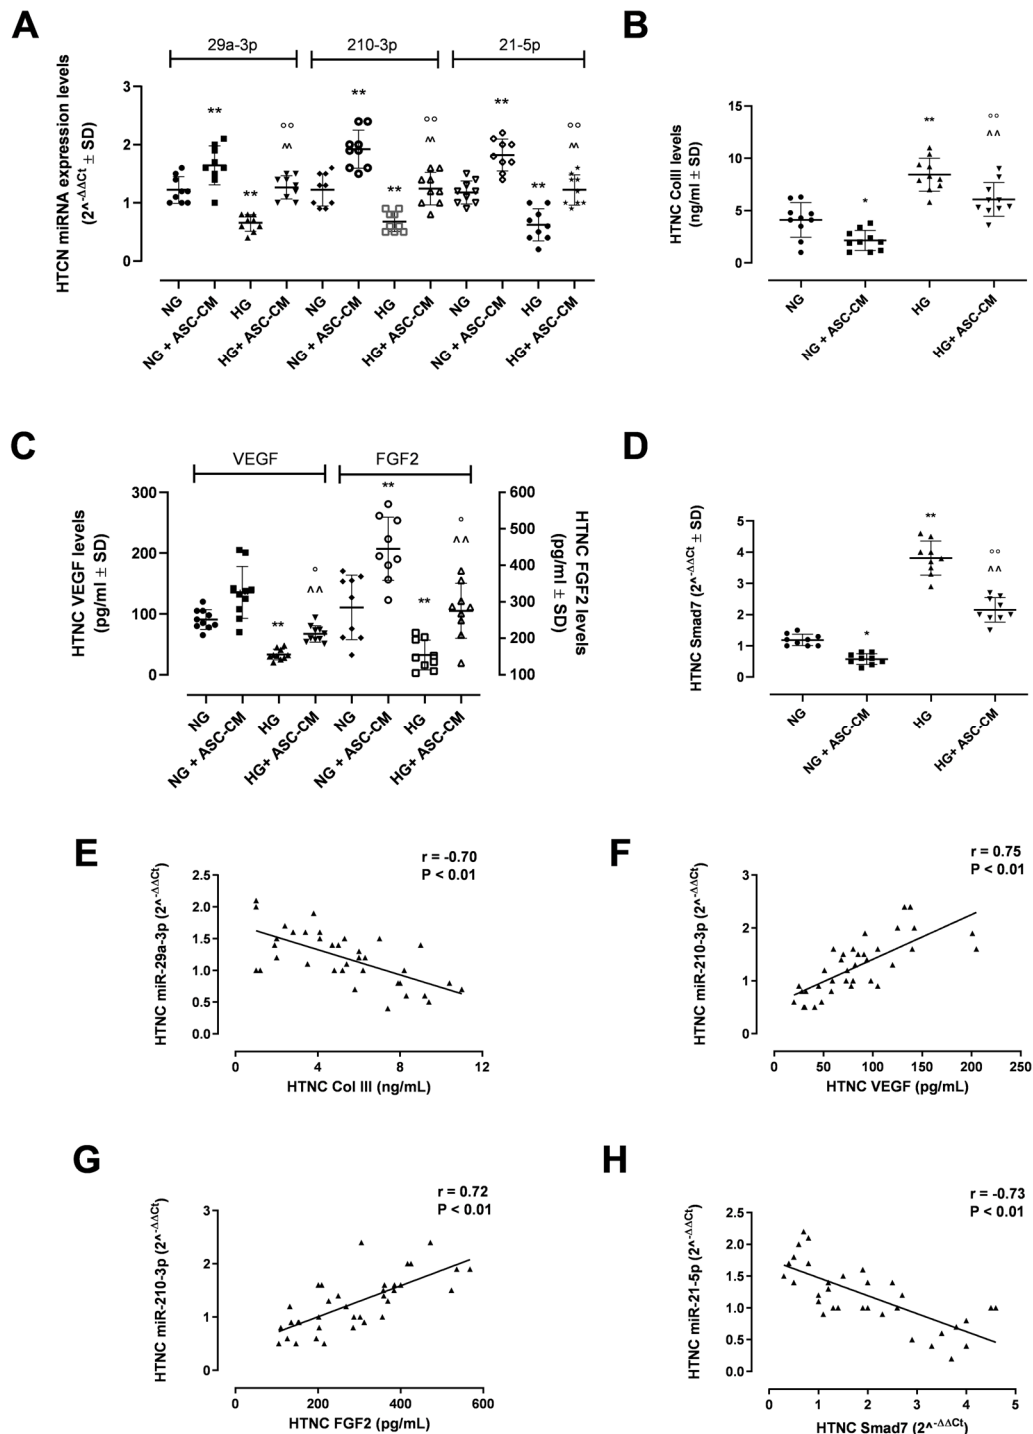 A
29a-3p 210-3p 21-5p
HTCN miRNA expression levels
(2^-ΔΔCt ± SD)
3
2
1
0
** ** **
°° °° °°
^^ ^^ ^^
** ** **
NG NG + ASC-CM HG HG+ ASC-CM NG NG + ASC-CM HG HG+ ASC-CM NG NG + ASC-CM HG HG+ ASC-CM
B
HTNC ColII levels
(ng/ml ± SD)
15
10
5
0
*
**
°°
^^
NG NG + ASC-CM HG HG+ ASC-CM
C
VEGF FGF2
HTNC VEGF levels
(pg/ml ± SD)
300
200
100
0
HTNC FGF2 levels
(pg/ml ± SD)
600
500
400
300
200
100
**
°
^^
**
**
°
^^
NG NG + ASC-CM HG HG+ ASC-CM NG NG + ASC-CM HG HG+ ASC-CM
D
HTNC Smad7 (2^-ΔΔCt ± SD)
5
4
3
2
1
0
*
**
°°
^^
NG NG + ASC-CM HG HG+ ASC-CM
E
r = -0.70
P < 0.01
HTNC miR-29a-3p (2^-ΔΔCt)
2.5
2.0
1.5
1.0
0.5
0.0
0 4 8 12
HTNC Col III (ng/mL)
F
r = 0.75
P < 0.01
HTNC miR-210-3p (2^-ΔΔCt)
3
2
1
0
0 50 100 150 200 250
HTNC VEGF (pg/mL)
G
r = 0.72
P < 0.01
HTNC miR-210-3p (2^-ΔΔCt)
3
2
1
0
0 200 400 600
HTNC FGF2 (pg/mL)
H
r = -0.73
P < 0.01
HTNC miR-21-5p (2^-ΔΔCt)
2.5
2.0
1.5
1.0
0.5
0.0
0 1 2 3 4 5
HTNC Smad7 (2^-ΔΔCt)